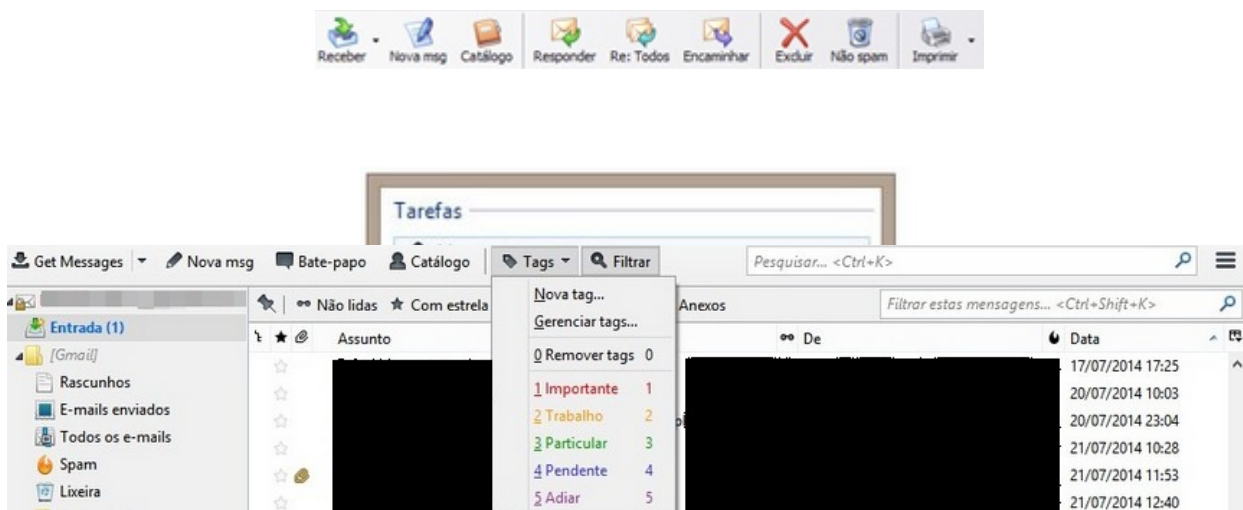 Receber Nova msg Catálogo Responder Re: Todos Encaminhar Excluir Não spam Imprimir
Tarefas
Get Messages Nova msg Bate-papo Catálogo Tags Filtrar Pesquisar... <Ctrl+K>
Nova tag...
Não lidas Com estrela Anexos Filtrar estas mensagens... <Ctrl+Shift+K>
Entrada (1)
Gerenciar tags...
Assunto De Data
[Gmail]
0 Remover tags 0
17/07/2014 17:25
Rascunhos
1 Importante 1
20/07/2014 10:03
E-mails enviados
2 Trabalho 2
20/07/2014 23:04
Todos os e-mails
3 Particular 3
21/07/2014 10:28
Spam
4 Pendente 4
21/07/2014 11:53
Lixeira
5 Adiar 5
21/07/2014 12:40